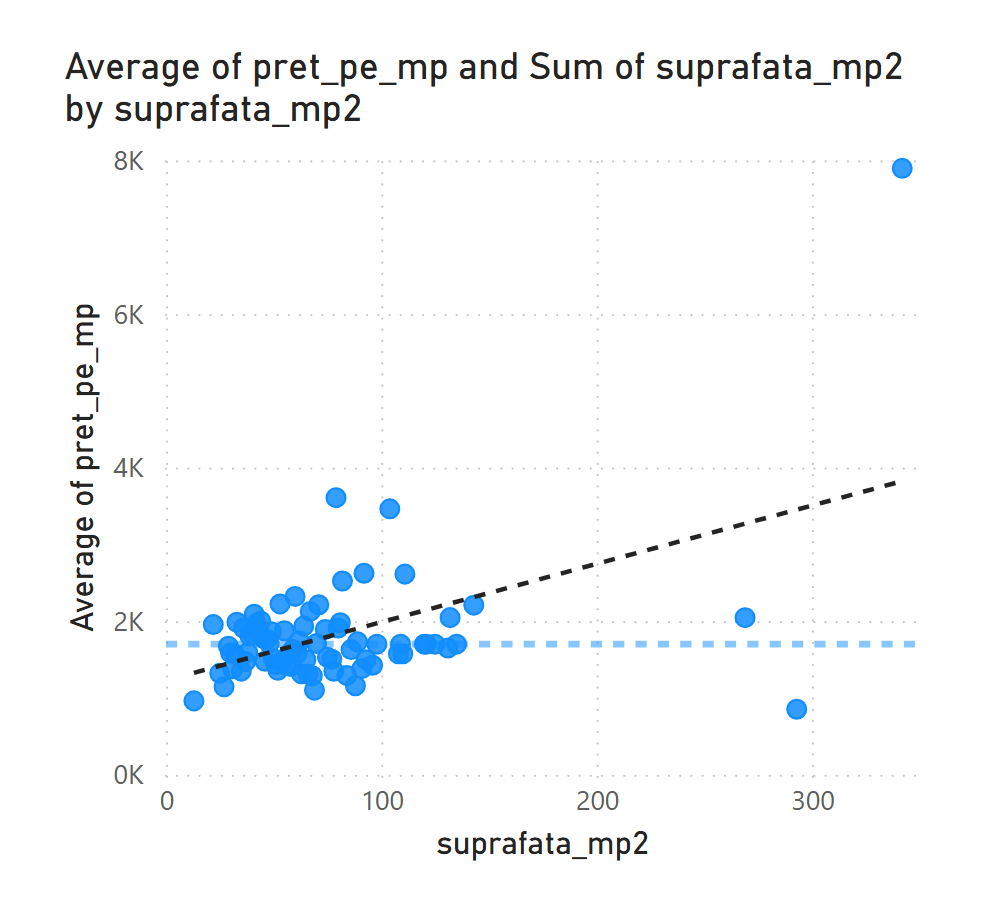 Average of pret_pe_mp and Sum of suprafata_mp2
by suprafata_mp2
8K
6K
4K
2K
0K
Average of pret_pe_mp
0 100 200 300
suprafata_mp2